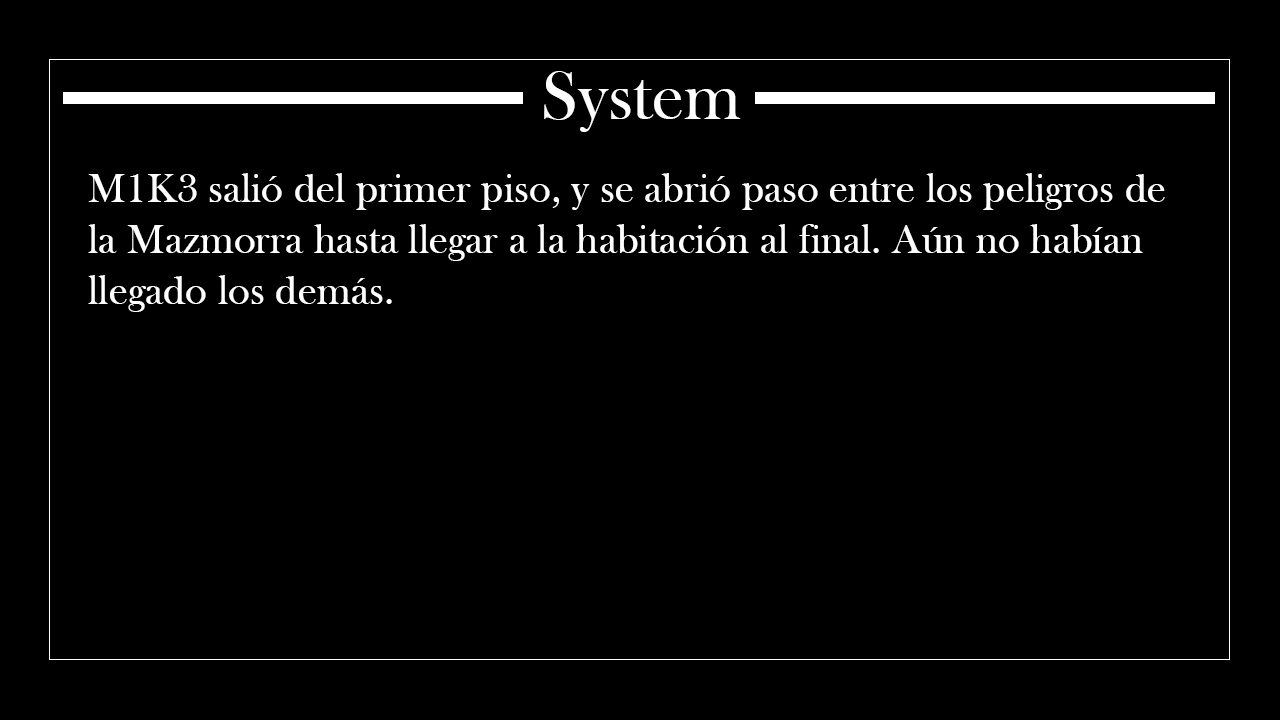 System
M1K3 salió del primer piso, y se abrió paso entre los peligros de
la Mazmorra hasta llegar a la habitación al final. Aún no habían
llegado los demás.